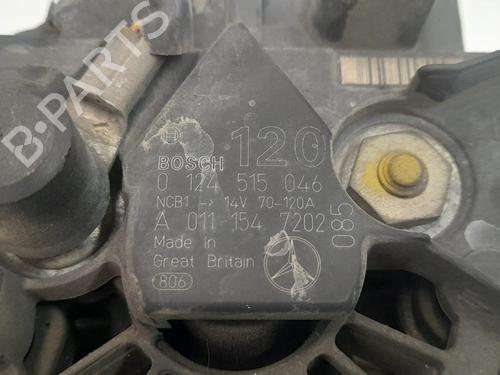 B-PARTS
BOSCH 120
0 124 515 046
NCB1 -> 14V 70-120A
A 011 154 7202
Made in
Great Britain
806
085